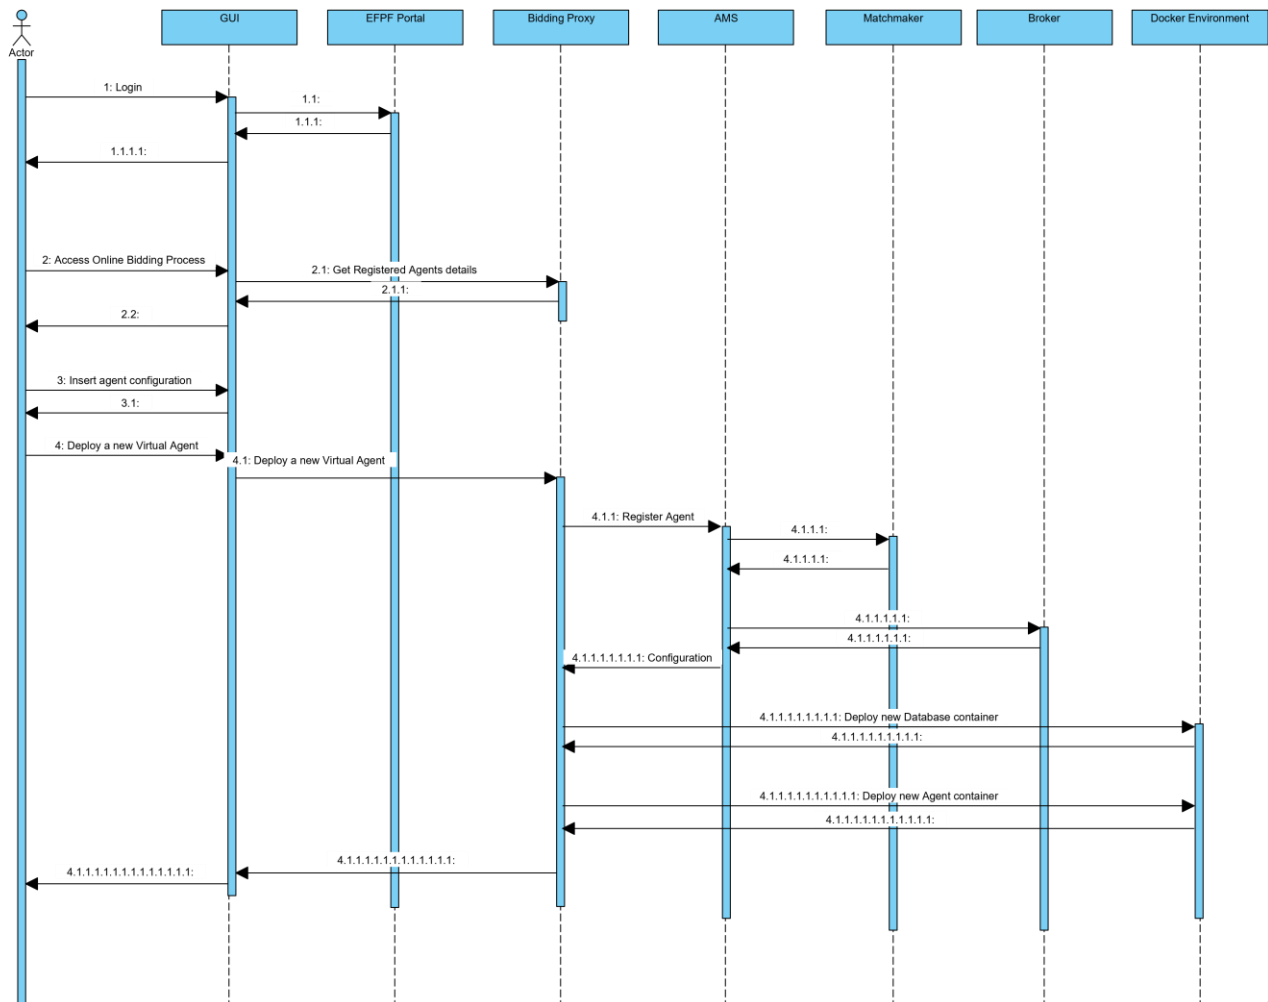 GUI
EFPF Portal
Bidding Proxy
AMS
Matchmaker
Broker
Docker Environment
Actor
1: Login
1.1:
1.1.1:
1.1.1.1:
2: Access Online Bidding Process
2.1: Get Registered Agents details
2.1.1:
2.2:
3: Insert agent configuration
3.1:
4: Deploy a new Virtual Agent
4.1: Deploy a new Virtual Agent
4.1.1: Register Agent
4.1.1.1:
4.1.1.1.1:
4.1.1.1.1.1:
4.1.1.1.1.1.1:
4.1.1.1.1.1.1.1: Configuration
4.1.1.1.1.1.1.1.1: Deploy new Database container
4.1.1.1.1.1.1.1.1.1:
4.1.1.1.1.1.1.1.1.1.1: Deploy new Agent container
4.1.1.1.1.1.1.1.1.1.1.1:
4.1.1.1.1.1.1.1.1.1.1.1.1:
4.1.1.1.1.1.1.1.1.1.1.1.1.1: